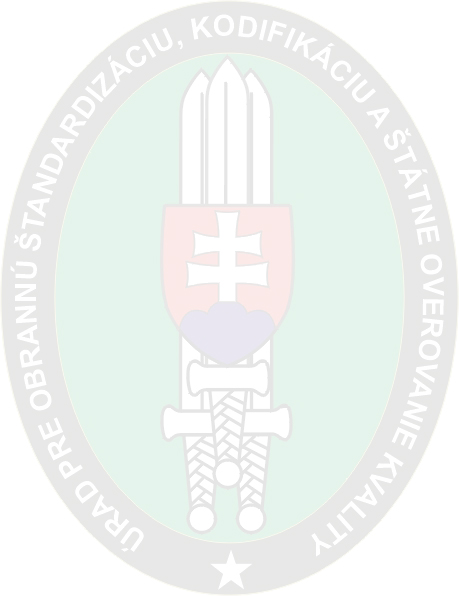 ÚRAD PRE OBRANNÚ ŠTANDARDIZÁCIU, KODIFIKÁCIU A ŠTÁTNE OVEROVANIE KVALITY